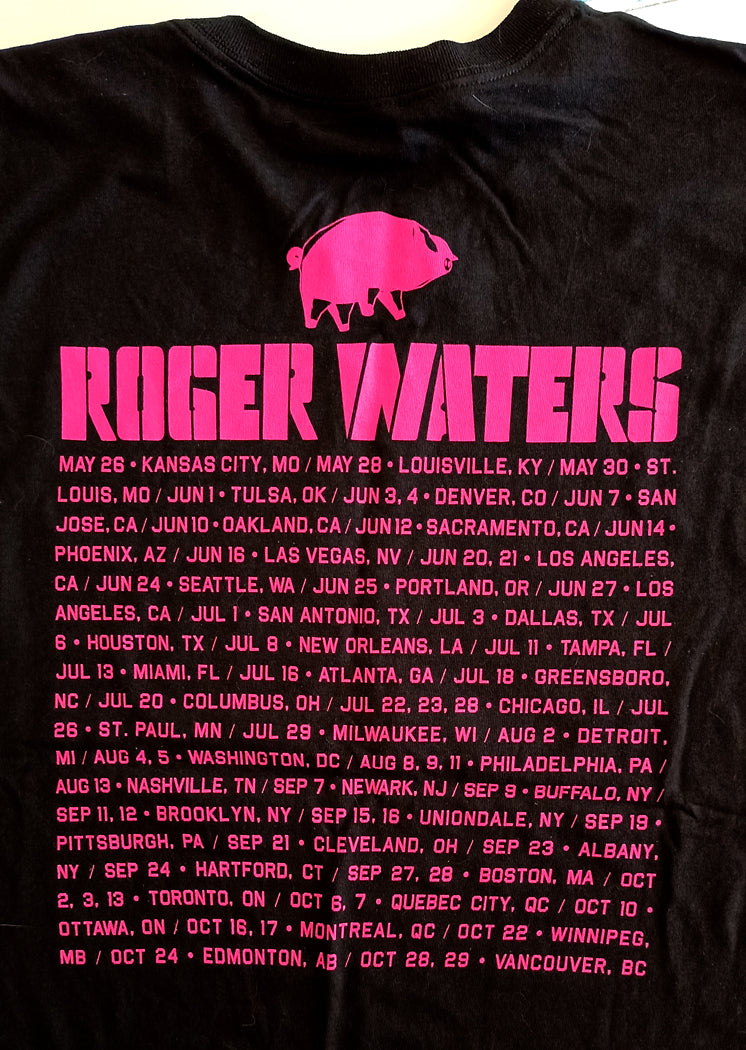 ROGER WATERS
MAY 26 • KANSAS CITY, MO / MAY 28 • LOUISVILLE, KY / MAY 30 • ST.
LOUIS, MO / JUN 1 • TULSA, OK / JUN 3, 4 • DENVER, CO / JUN 7 • SAN
JOSE, CA / JUN 10 • OAKLAND, CA / JUN 12 • SACRAMENTO, CA / JUN 14 •
PHOENIX, AZ / JUN 16 • LAS VEGAS, NV / JUN 20, 21 • LOS ANGELES,
CA / JUN 24 • SEATTLE, WA / JUN 25 • PORTLAND, OR / JUN 27 • LOS
ANGELES, CA / JUL 1 • SAN ANTONIO, TX / JUL 3 • DALLAS, TX / JUL
6 • HOUSTON, TX / JUL 8 • NEW ORLEANS, LA / JUL 11 • TAMPA, FL /
JUL 13 • MIAMI, FL / JUL 16 • ATLANTA, GA / JUL 18 • GREENSBORO,
NC / JUL 20 • COLUMBUS, OH / JUL 22, 23, 28 • CHICAGO, IL / JUL
26 • ST. PAUL, MN / JUL 29 • MILWAUKEE, WI / AUG 2 • DETROIT,
MI / AUG 4, 5 • WASHINGTON, DC / AUG 8, 9, 11 • PHILADELPHIA, PA /
AUG 13 • NASHVILLE, TN / SEP 7 • NEWARK, NJ / SEP 9 • BUFFALO, NY /
SEP 11, 12 • BROOKLYN, NY / SEP 15, 16 • UNIONDALE, NY / SEP 19 •
PITTSBURGH, PA / SEP 21 • CLEVELAND, OH / SEP 23 • ALBANY,
NY / SEP 24 • HARTFORD, CT / SEP 27, 28 • BOSTON, MA / OCT
2, 3, 13 • TORONTO, ON / OCT 6, 7 • QUEBEC CITY, QC / OCT 10 •
OTTAWA, ON / OCT 16, 17 • MONTREAL, QC / OCT 22 • WINNIPEG,
MB / OCT 24 • EDMONTON, AB / OCT 28, 29 • VANCOUVER, BC